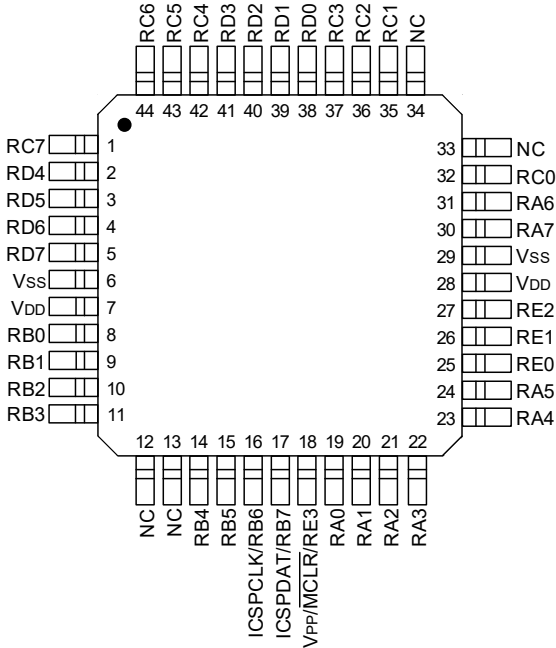 RC6 RC5 RC4 RD3 RD2 RD1 RD0 RC3 RC2 RC1 NC
44 43 42 41 40 39 38 37 36 35 34
RC7 1
RD4 2
RD5 3
RD6 4
RD7 5
VSS 6
VDD 7
RB0 8
RB1 9
RB2 10
RB3 11
33 NC
32 RC0
31 RA6
30 RA7
29 VSS
28 VDD
27 RE2
26 RE1
25 RE0
24 RA5
23 RA4
12 13 14 15 16 17 18 19 20 21 22
NC NC RB4 RB5 ICSPCLK/RB6 ICSPDAT/RB7 VPP/MCLR/RE3 RA0 RA1 RA2 RA3